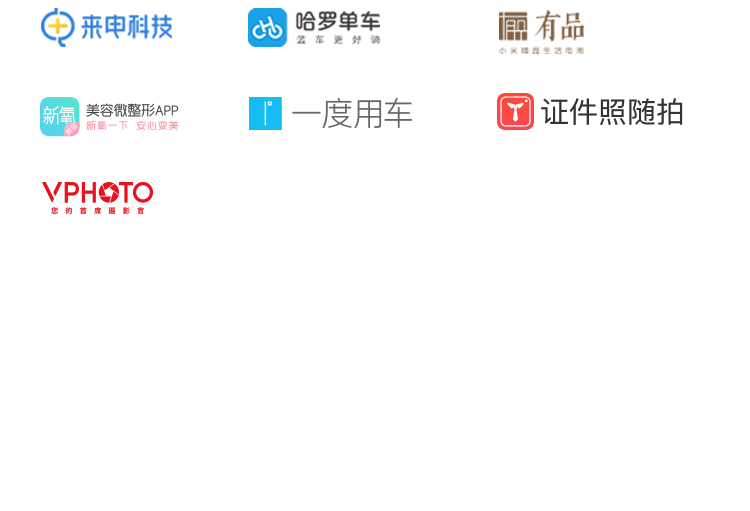 来电科技
哈罗单车
单车更好骑
有品
小米精品生活电商
新氧
美容微整形APP
新氧一下 安心变美
1°
一度用车
证件照随拍
VPHOTO
您的首席摄影官